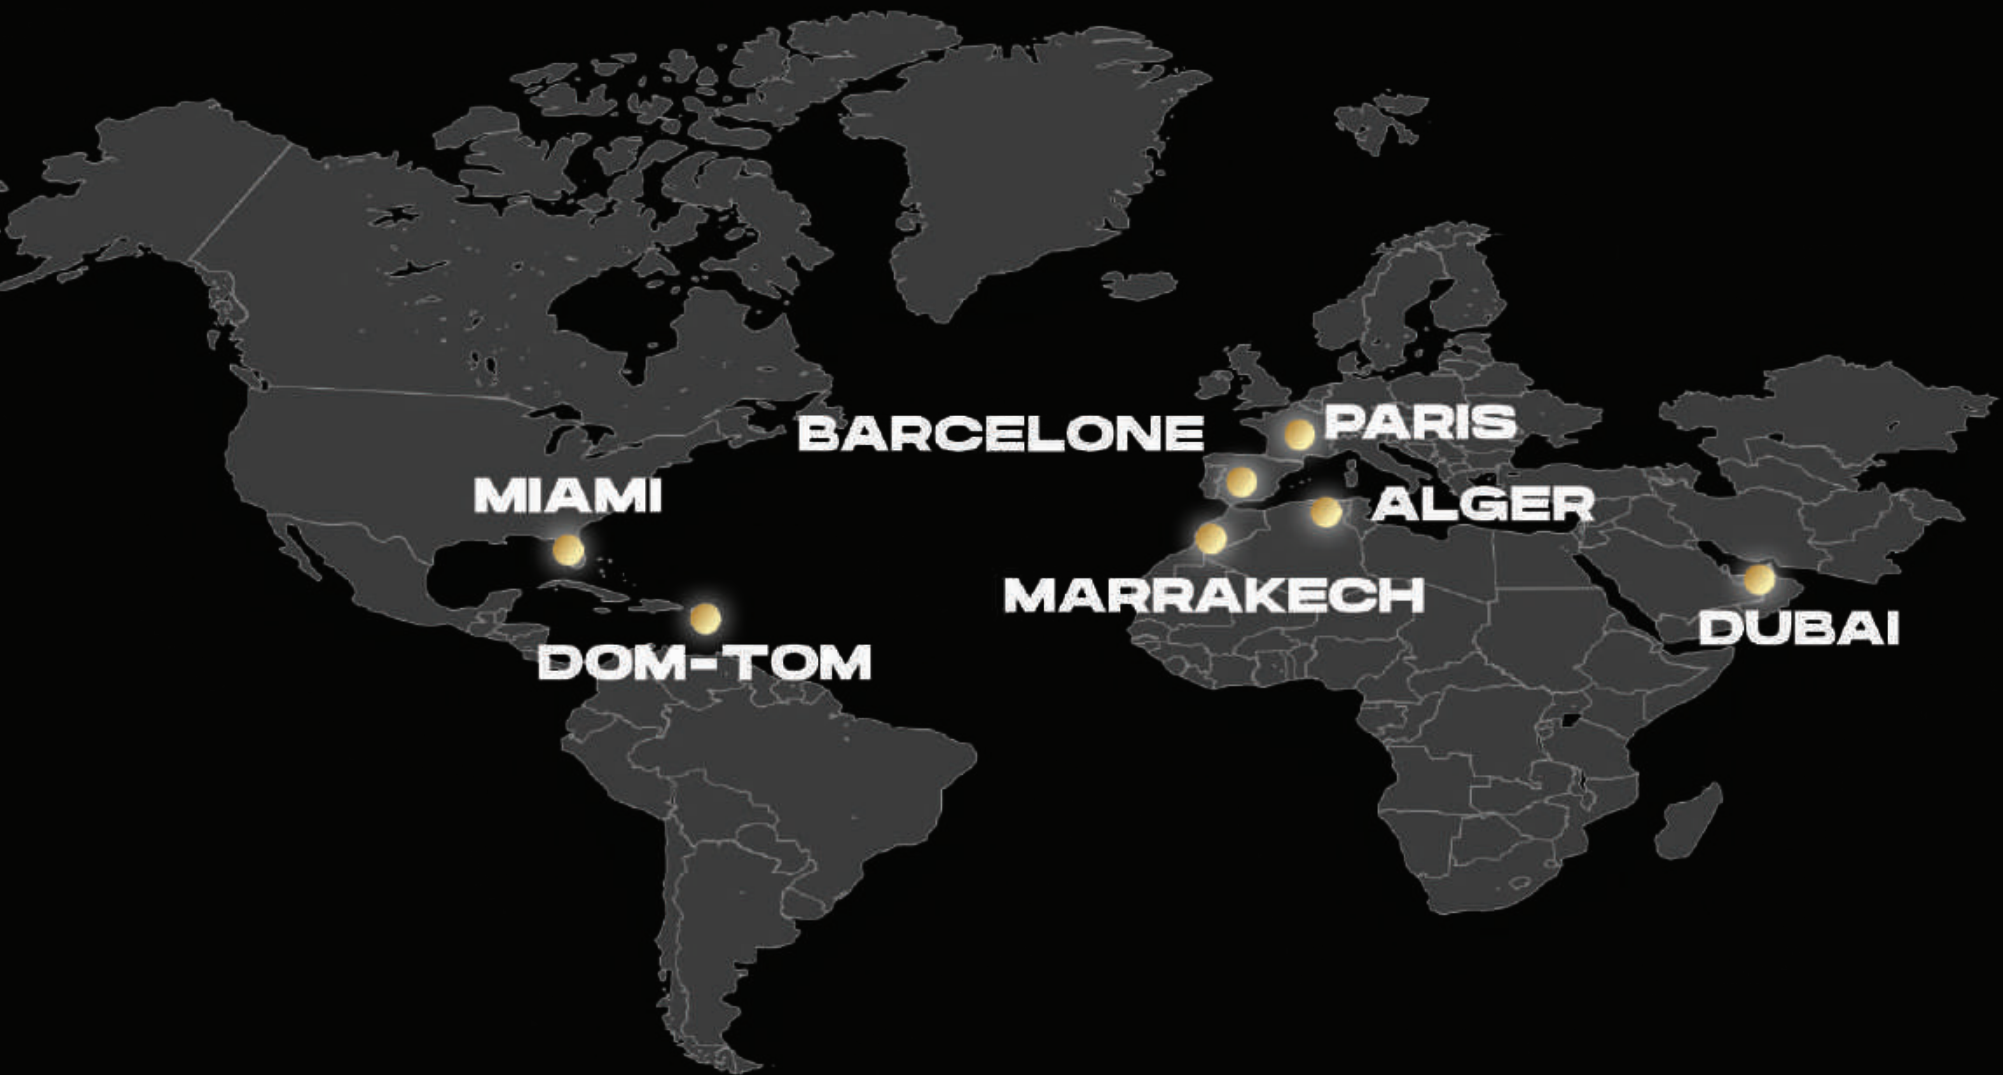 BARCELONE
PARIS
MIAMI
ALGER
MARRAKECH
DUBAI
DOM-TOM